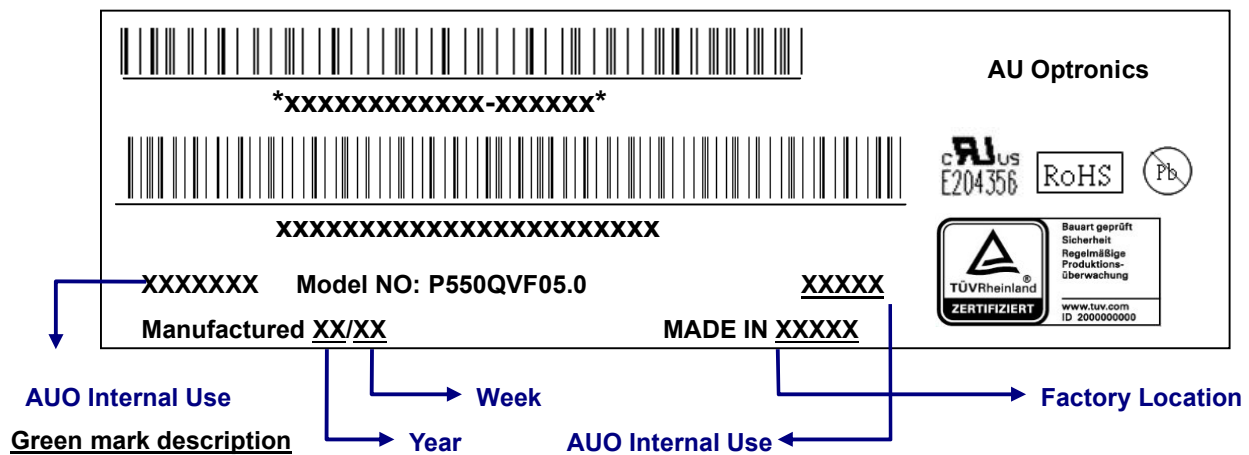 AU Optronics
*xxxxxxxxxxxx-xxxxxx*
c RU US
E204356
RoHS
Pb
xxxxxxxxxxxxxxxxxxxxxxx
Bauart geprüft
Sicherheit
Regelmäßige
Produktions-
überwachung
TÜVRheinland®
ZERTIFIZIERT
www.tuv.com
ID 2000000000
XXXXXXX Model NO: P550QVF05.0 XXXXX
Manufactured XX/XX MADE IN XXXXX
AUO Internal Use
Week
Factory Location
Green mark description
Year
AUO Internal Use